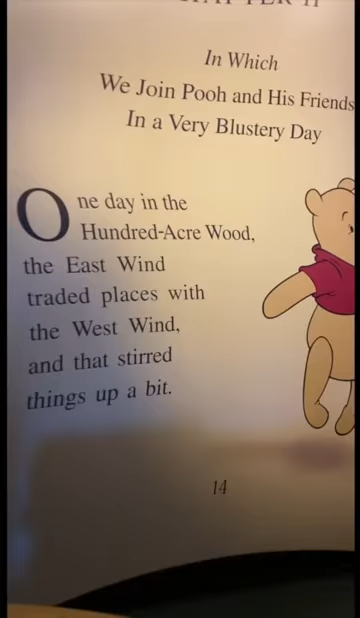 In Which
We Join Pooh and His Friends
In a Very Blustery Day
One day in the
Hundred-Acre Wood,
the East Wind
traded places with
the West Wind,
and that stirred
things up a bit.
14